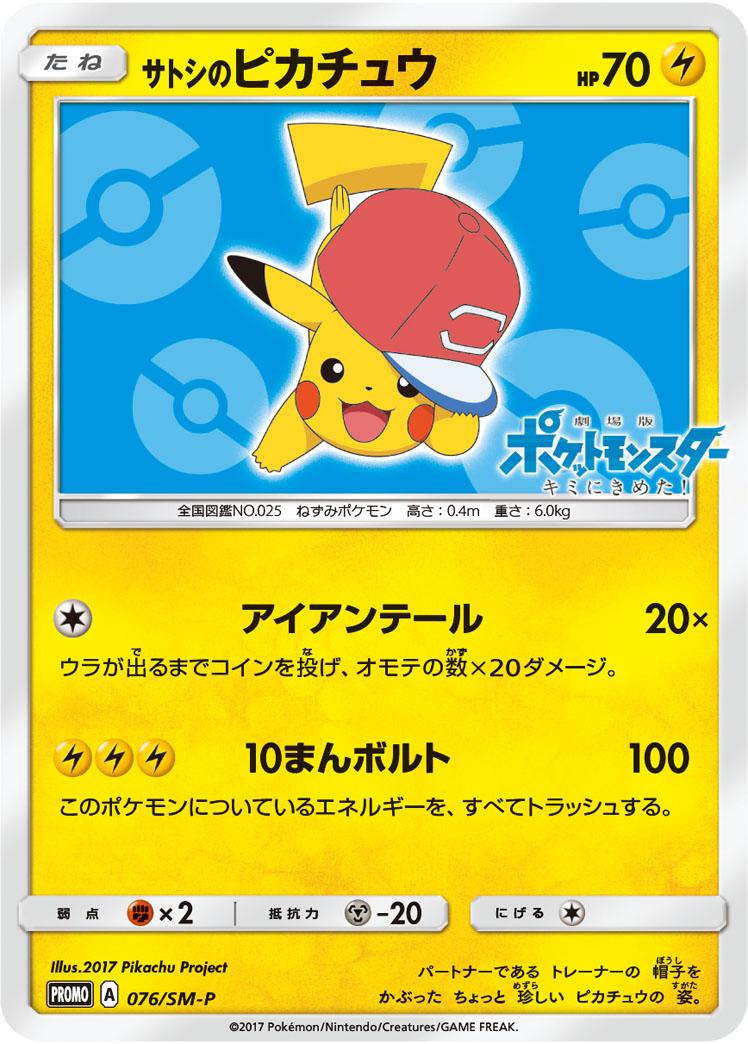 たね
サトシのピカチュウ HP70
劇場版
ポケットモンスター
キミにきめた!
全国図鑑NO.025 ねずみポケモン 高さ:0.4m 重さ:6.0kg
アイアンテール 20×
ウラが出るまでコインを投げ、オモテの数×20ダメージ。
10まんボルト 100
このポケモンについているエネルギーを、すべてトラッシュする。
弱点 ×2 抵抗力 -20 にげる
Illus.2017 Pikachu Project
PROMO A 076/SM-P
パートナーである トレーナーの 帽子を
かぶった ちょっと 珍しい ピカチュウの 姿。
©2017 Pokémon/Nintendo/Creatures/GAME FREAK.